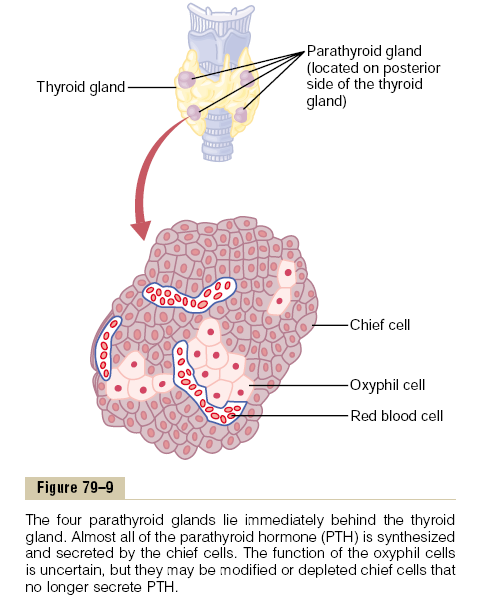 Parathyroid gland
(located on posterior
side of the thyroid
gland)
Thyroid gland
Chief cell
Oxyphil cell
Red blood cell
Figure 79–9
The four parathyroid glands lie immediately behind the thyroid
gland. Almost all of the parathyroid hormone (PTH) is synthesized
and secreted by the chief cells. The function of the oxyphil cells
is uncertain, but they may be modified or depleted chief cells that
no longer secrete PTH.